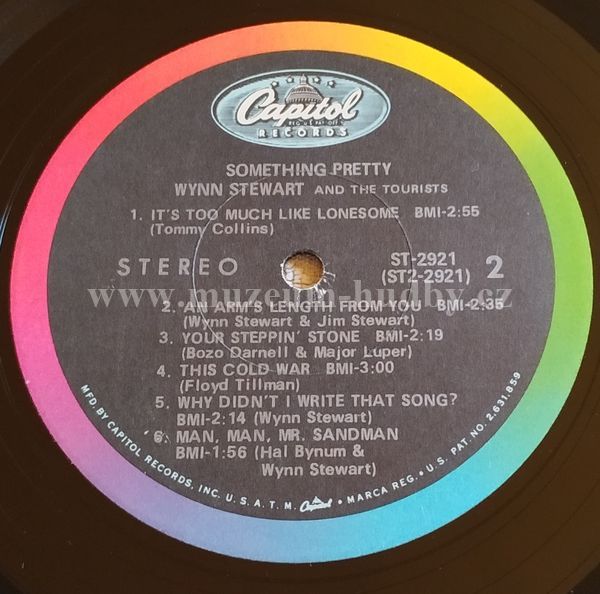 Capitol
REG. U.S. PAT. OFF.
RECORDS
SOMETHING PRETTY
WYNN STEWART AND THE TOURISTS
1. IT'S TOO MUCH LIKE LONESOME BMI-2:55
(Tommy Collins)
STEREO
ST-2921
(ST2-2921)
2
www.muzeum-hudby.cz
2. AN ARM'S LENGTH FROM YOU BMI-2:35
(Wynn Stewart & Jim Stewart)
3. YOUR STEPPIN' STONE BMI-2:19
(Bozo Darnell & Major Luper)
4. THIS COLD WAR BMI-3:00
(Floyd Tillman)
5. WHY DIDN'T I WRITE THAT SONG?
BMI-2:14 (Wynn Stewart)
6. MAN, MAN, MR. SANDMAN
BMI-1:56 (Hal Bynum &
Wynn Stewart)
MFD. BY CAPITOL RECORDS, INC. U.S.A. T.M. Capitol • MARCA REG. • U.S. PAT. NO. 2,631,859